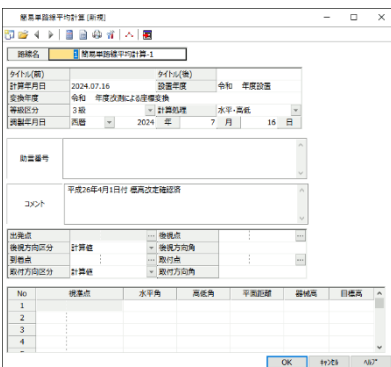 簡易単路線平均計算 [新規]
路線名 1 簡易単路線平均計算-1
タイトル(前) タイトル(後)
計算年月日 2024.07.16 設置年度 令和 年度設置
変換年度 令和 年度改測による座標変換
等級区分 3級 計算処理 水平・高低
調製年月日 西暦 2024 年 7 月 16 日
助言番号
コメント 平成26年4月1日付 標高改定確認済
出発点 後視点
後視方向区分 計算値 後視方向角
到着点 取付点
取付方向区分 計算値 取付方向角
No 視準点 水平角 高低角 平面距離 器械高 目標高
1
2
3
4
OK ｷｬﾝｾﾙ ﾍﾙﾌﾟ